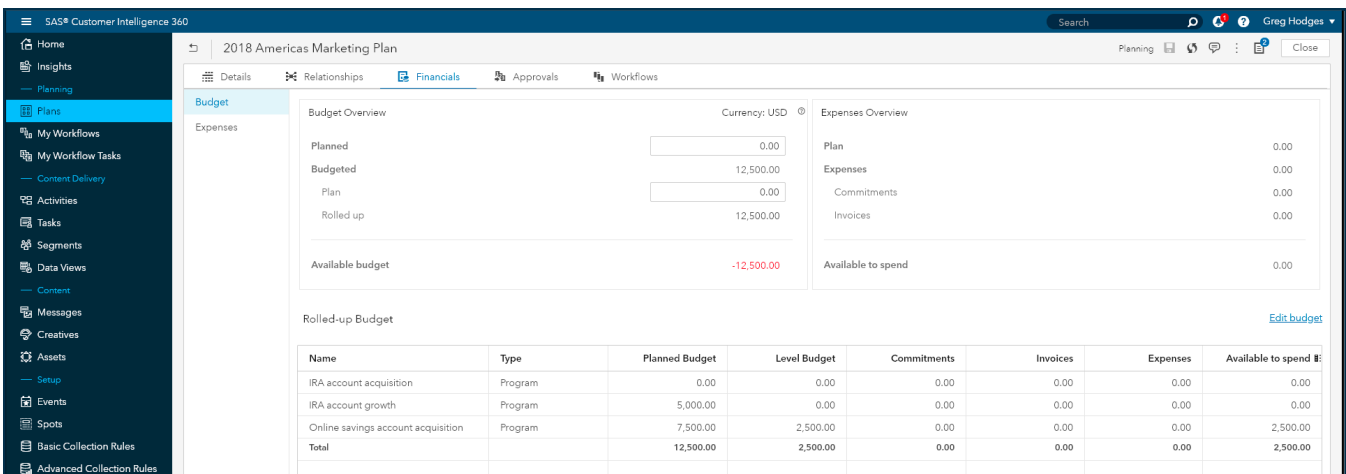 SAS® Customer Intelligence 360
Search
1
Greg Hodges
Home
Insights
Planning
Plans
My Workflows
My Workflow Tasks
Content Delivery
Activities
Tasks
Segments
Data Views
Content
Messages
Creatives
Assets
Setup
Events
Spots
Basic Collection Rules
Advanced Collection Rules
2018 Americas Marketing Plan
Planning
2
Close
Details Relationships Financials Approvals Workflows
Budget
Expenses
Budget Overview Currency: USD
Planned 0.00
Budgeted 12,500.00
Plan 0.00
Rolled up 12,500.00
Available budget -12,500.00
Expenses Overview
Plan 0.00
Expenses 0.00
Commitments 0.00
Invoices 0.00
Available to spend 0.00
Rolled-up Budget Edit budget
Name Type Planned Budget Level Budget Commitments Invoices Expenses Available to spend
IRA account acquisition Program 0.00 0.00 0.00 0.00 0.00 0.00
IRA account growth Program 5,000.00 0.00 0.00 0.00 0.00 0.00
Online savings account acquisition Program 7,500.00 2,500.00 0.00 0.00 0.00 2,500.00
Total 12,500.00 2,500.00 0.00 0.00 0.00 2,500.00